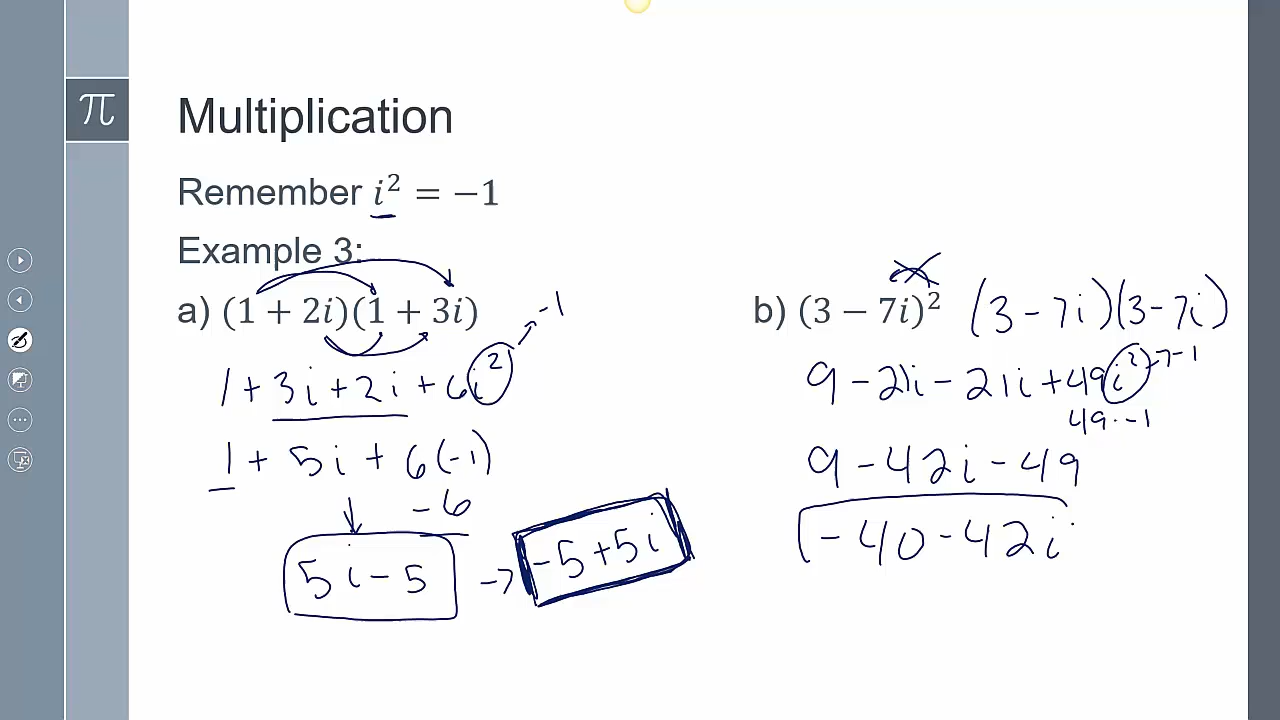 π
Multiplication
Remember i² = −1
Example 3:
a) (1 + 2i)(1 + 3i)
→ -1
1 + 3i + 2i + 6i²
1 + 5i + 6(-1)
-6
5i - 5 → -5 + 5i
b) (3 − 7i)² (3 - 7i)(3 - 7i)
9 - 21i - 21i + 49i² → -1
49 · -1
9 - 42i - 49
-40 - 42i